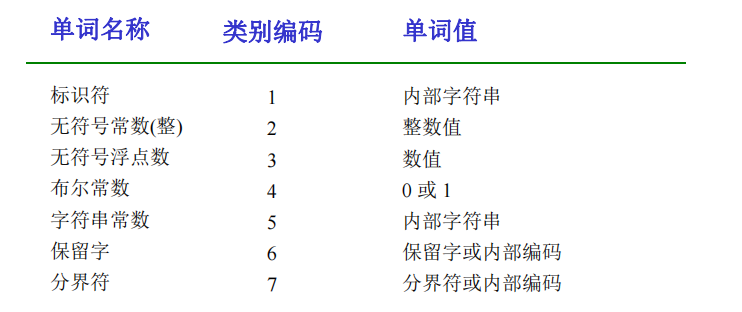 单词名称 类别编码 单词值
标识符 1 内部字符串
无符号常数(整) 2 整数值
无符号浮点数 3 数值
布尔常数 4 0 或 1
字符串常数 5 内部字符串
保留字 6 保留字或内部编码
分界符 7 分界符或内部编码